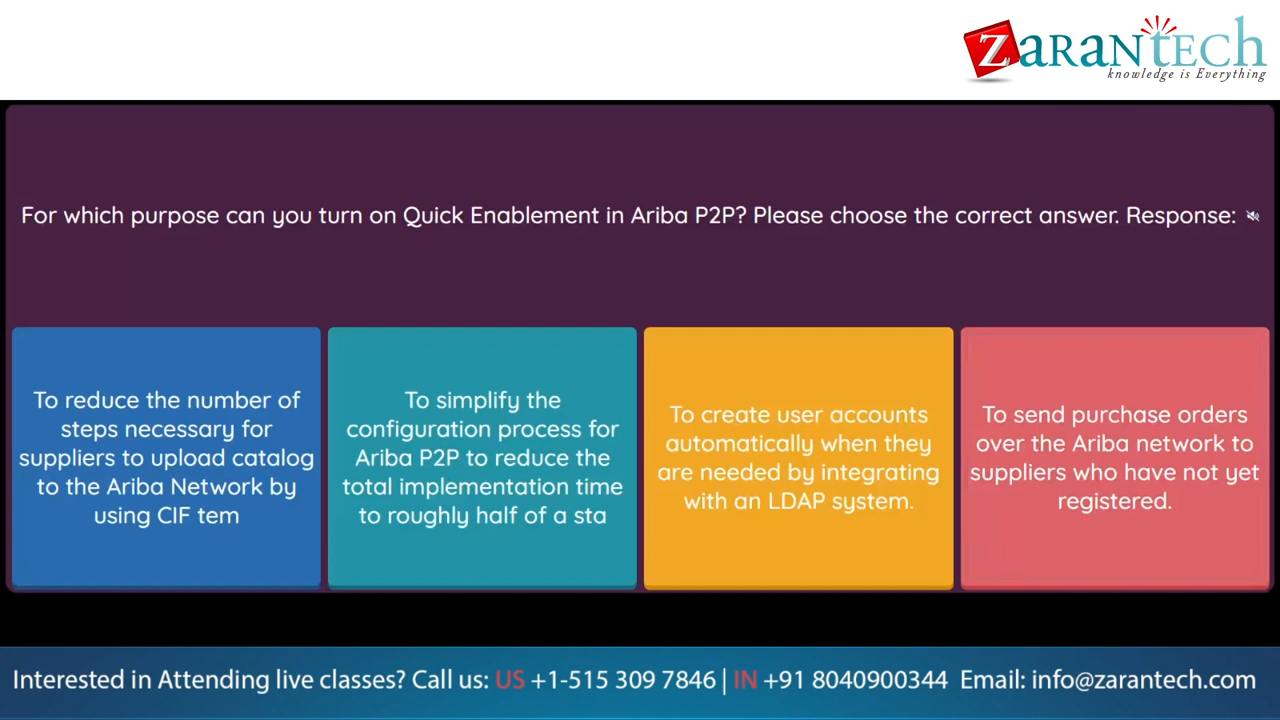 ZARANTECH
knowledge is Everything
For which purpose can you turn on Quick Enablement in Ariba P2P? Please choose the correct answer. Response:
To reduce the number of
steps necessary for
suppliers to upload catalog
to the Ariba Network by
using CIF tem
To simplify the
configuration process for
Ariba P2P to reduce the
total implementation time
to roughly half of a sta
To create user accounts
automatically when they
are needed by integrating
with an LDAP system.
To send purchase orders
over the Ariba network to
suppliers who have not yet
registered.
Interested in Attending live classes? Call us: US +1-515 309 7846 | IN +91 8040900344 Email: info@zarantech.com